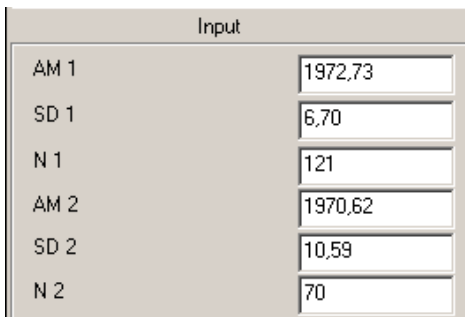 Input
AM 1 1972,73
SD 1 6,70
N 1 121
AM 2 1970,62
SD 2 10,59
N 2 70